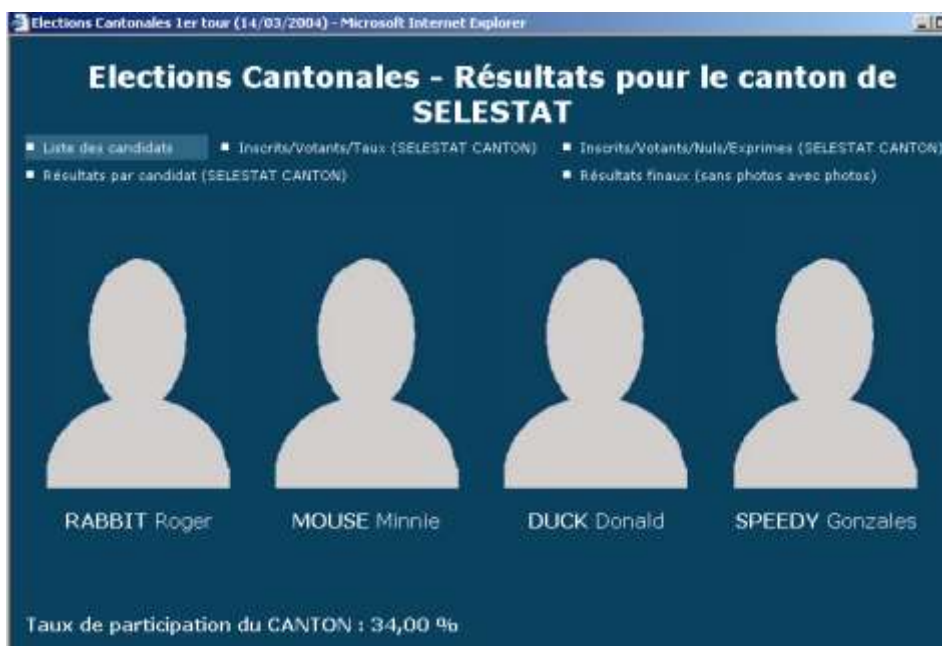 Elections Cantonales 1er tour (14/03/2004) - Microsoft Internet Explorer
Elections Cantonales - Résultats pour le canton de
SELESTAT
Liste des candidats Inscrits/Votants/Taux (SELESTAT CANTON) Inscrits/Votants/Nuls/Exprimes (SELESTAT CANTON)
Résultats par candidat (SELESTAT CANTON) Résultats finaux (sans photos avec photos)
RABBIT Roger MOUSE Minnie DUCK Donald SPEEDY Gonzales
Taux de participation du CANTON : 34,00 %